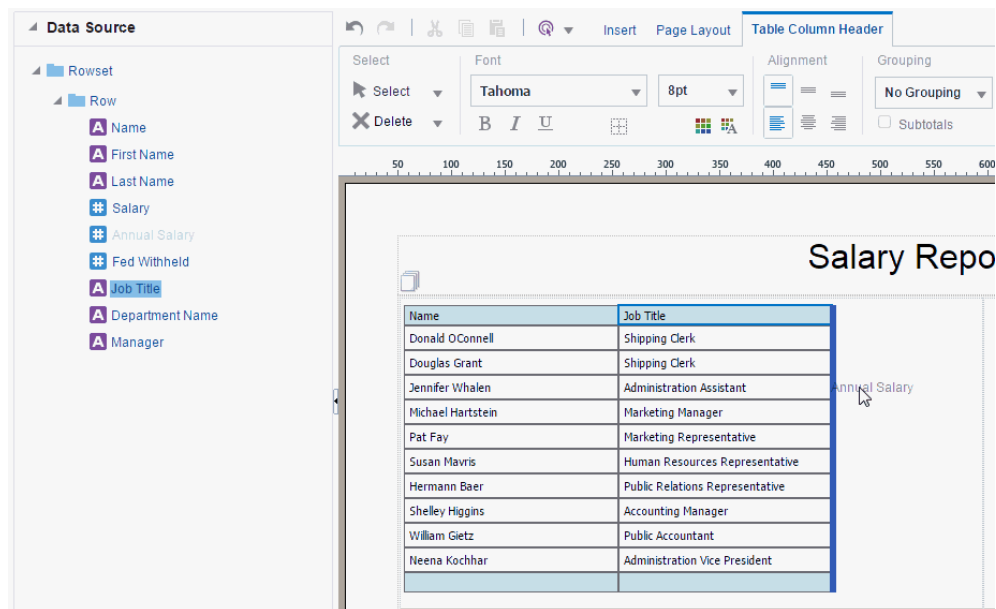 Data Source
Rowset
Row
A Name
A First Name
A Last Name
# Salary
# Annual Salary
# Fed Withheld
A Job Title
A Department Name
A Manager
Insert Page Layout Table Column Header
Select Font Alignment Grouping
Select Tahoma 8pt No Grouping
Delete B I U Subtotals
50 100 150 200 250 300 350 400 450 500 550 600
Salary Repo
Name Job Title
Donald OConnell Shipping Clerk
Douglas Grant Shipping Clerk
Jennifer Whalen Administration Assistant Annual Salary
Michael Hartstein Marketing Manager
Pat Fay Marketing Representative
Susan Mavris Human Resources Representative
Hermann Baer Public Relations Representative
Shelley Higgins Accounting Manager
William Gietz Public Accountant
Neena Kochhar Administration Vice President